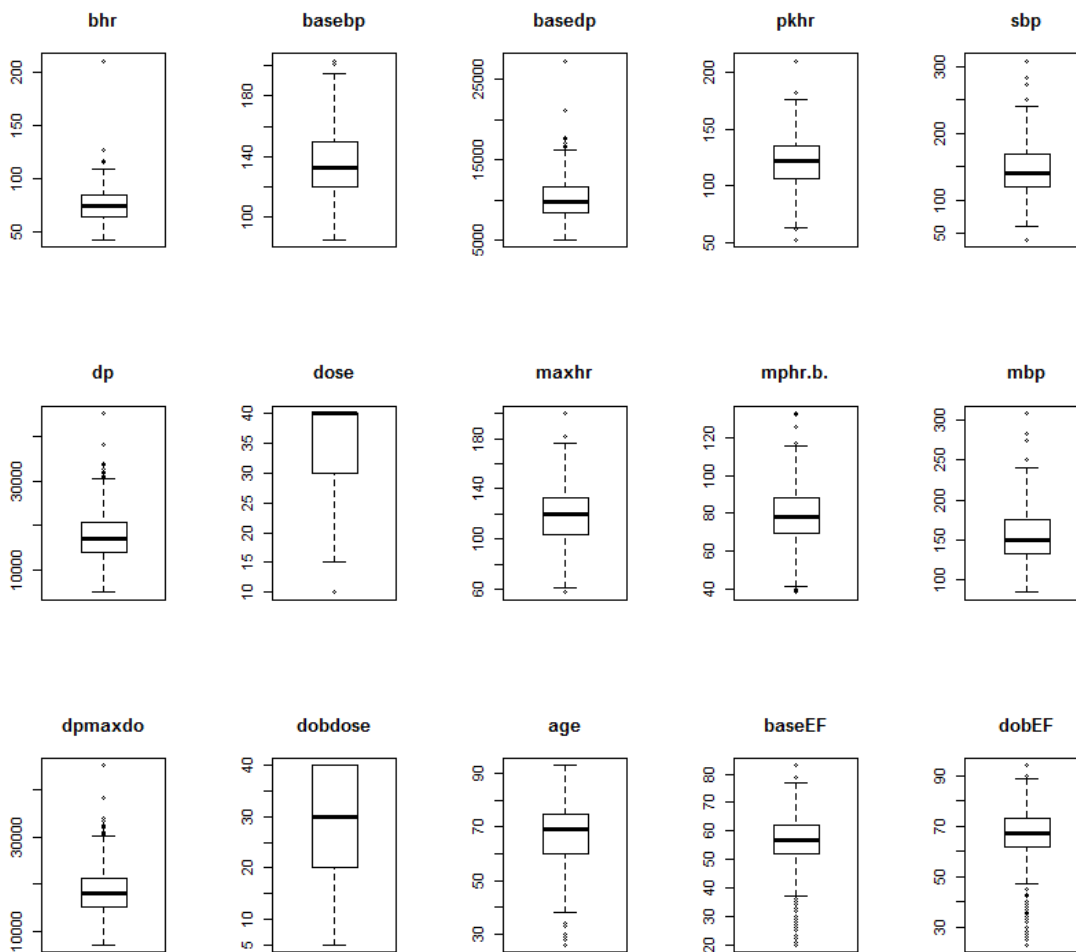 bhr basebp basedp pkhr sbp
200 150 100 50
180 140 100
25000 15000 5000
200 150 100 50
300 200 100 50
dp dose maxhr mphr.b. mbp
30000 10000
40 35 30 25 20 15 10
180 140 100 60
120 100 80 60 40
300 250 200 150 100
dpmaxdo dobdose age baseEF dobEF
30000 10000
40 30 20 10 5
90 70 50 30
80 70 60 50 40 30 20
90 70 50 30